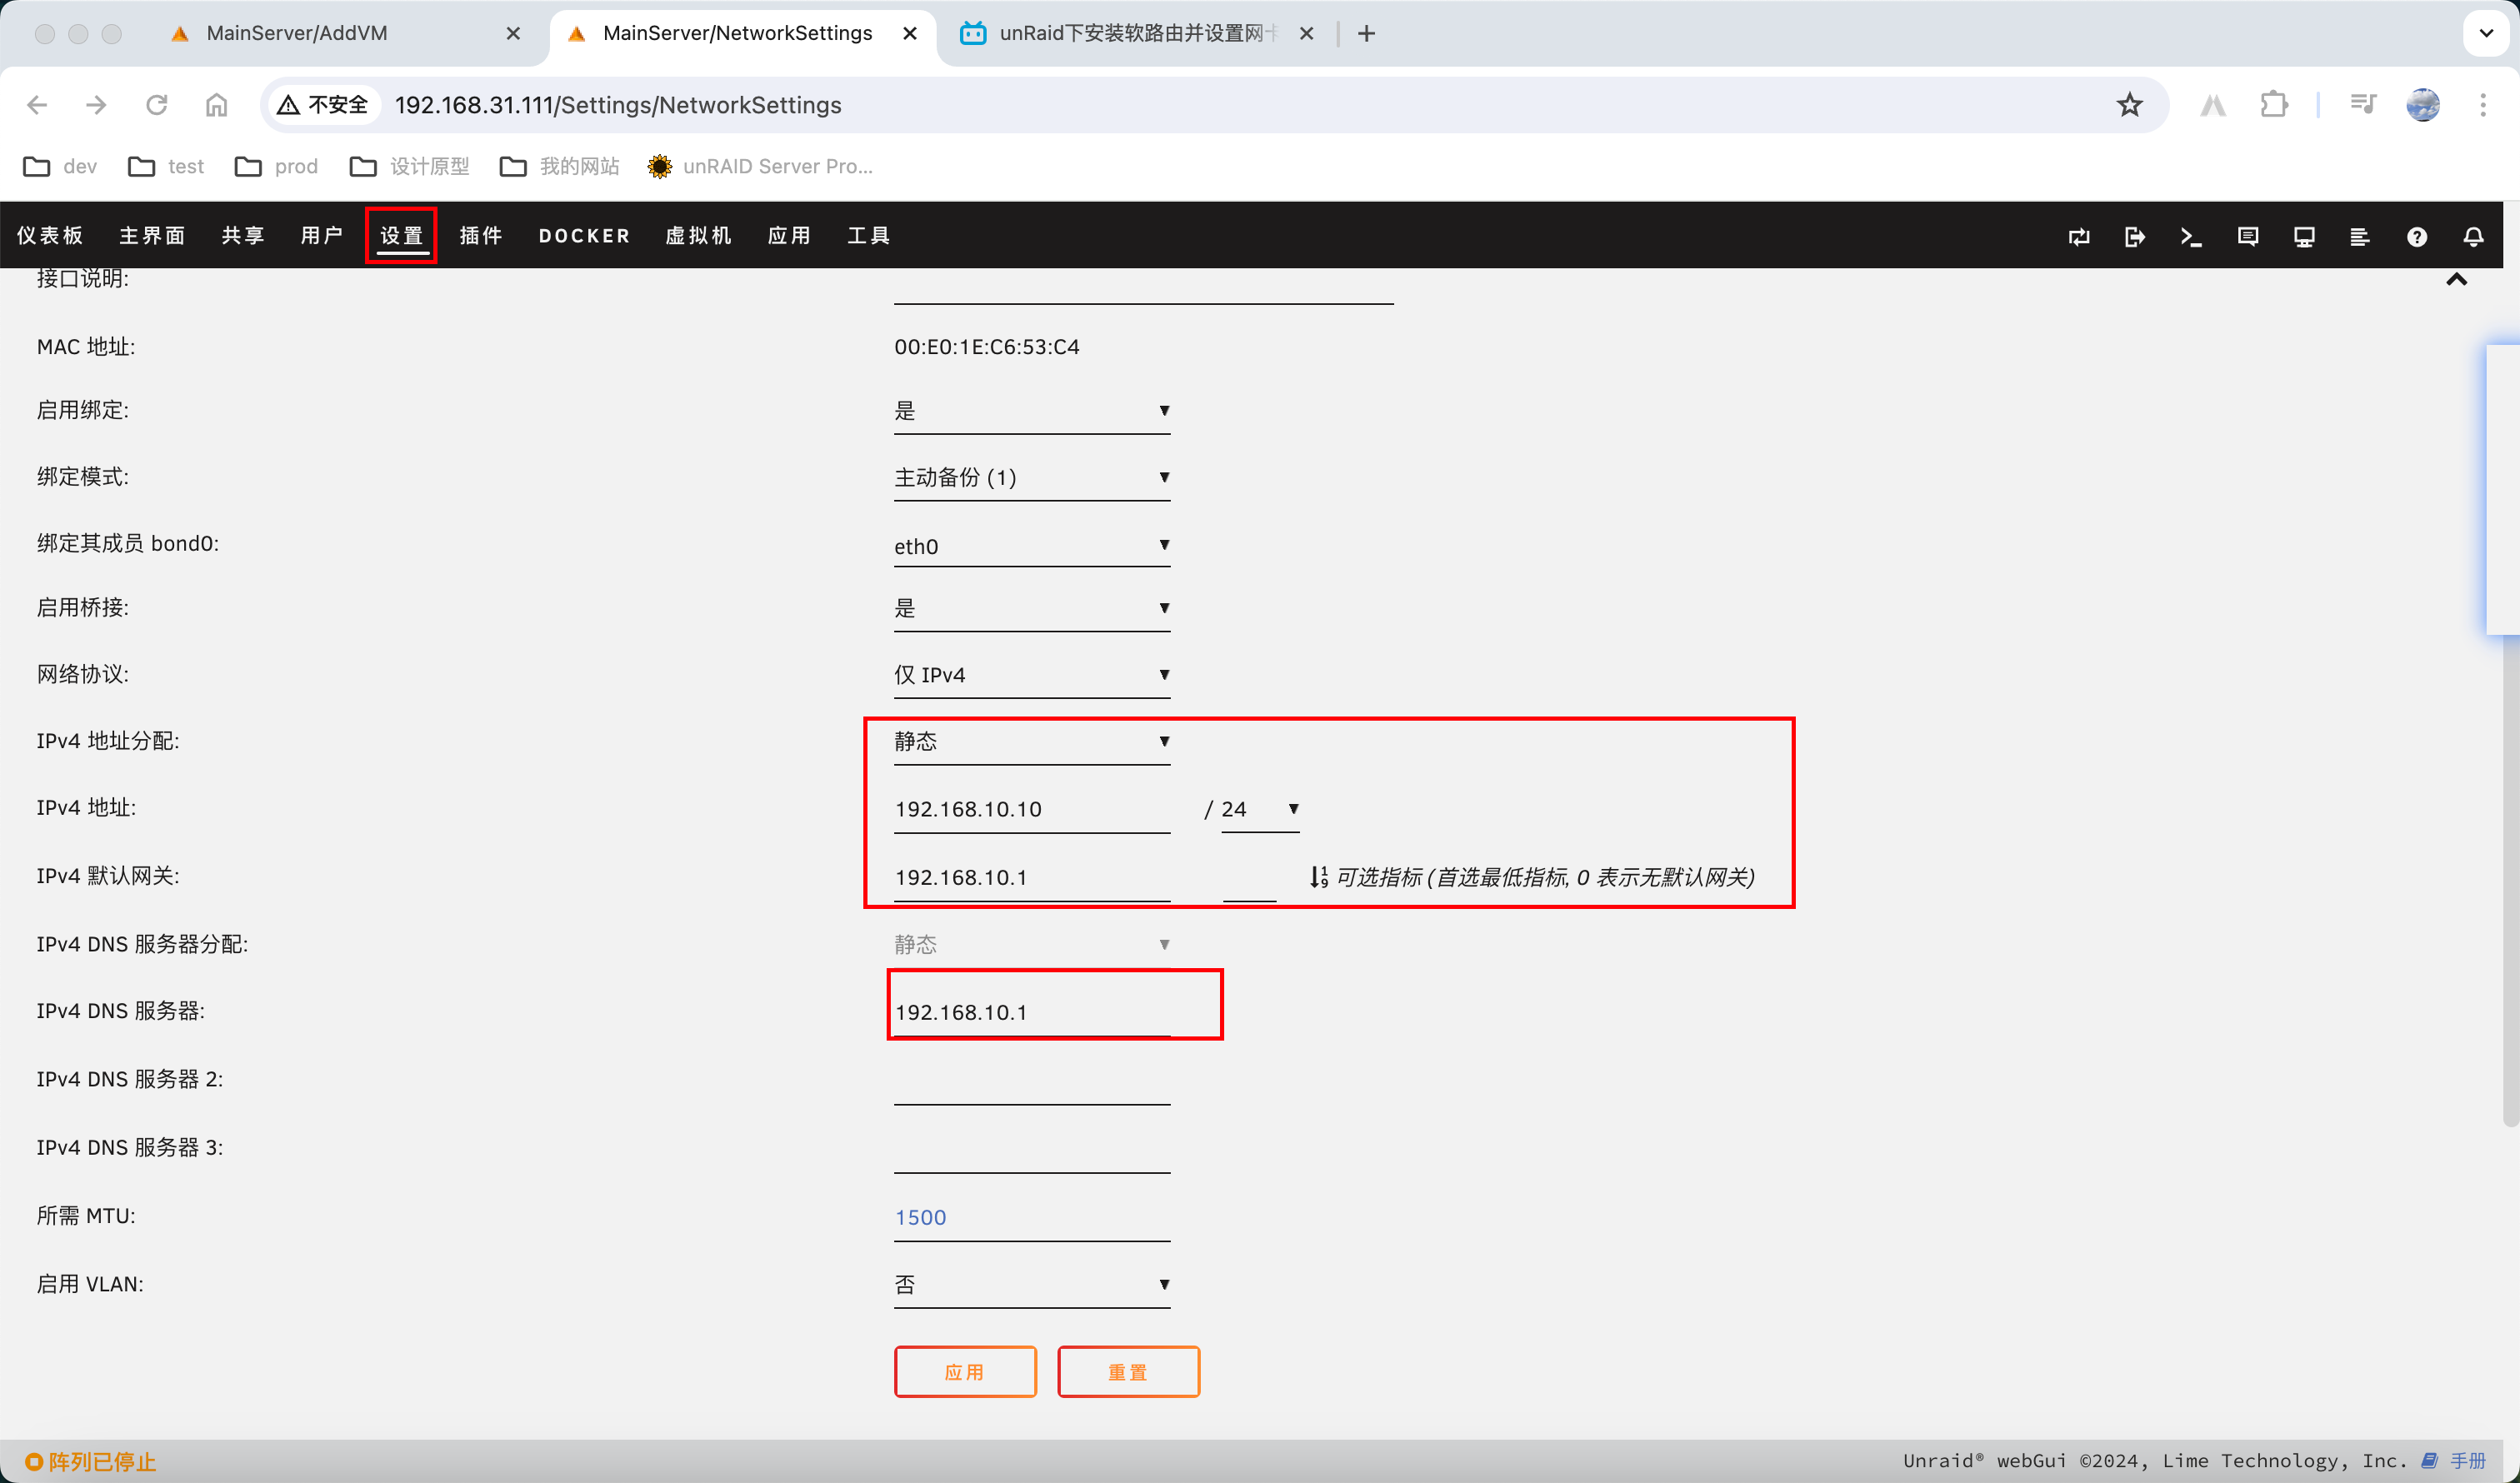 MainServer/AddVM
MainServer/NetworkSettings
unRaid下安装软路由并设置网卡
不安全
192.168.31.111/Settings/NetworkSettings
dev
test
prod
设计原型
我的网站
unRAID Server Pro...
仪表板
主界面
共享
用户
设置
插件
DOCKER
虚拟机
应用
工具
接口说明:
MAC 地址:
00:E0:1E:C6:53:C4
启用绑定:
是
绑定模式:
主动备份 (1)
绑定其成员 bond0:
eth0
启用桥接:
是
网络协议:
仅 IPv4
IPv4 地址分配:
静态
IPv4 地址:
192.168.10.10
/ 24
IPv4 默认网关:
192.168.10.1
可选指标 (首选最低指标, 0 表示无默认网关)
IPv4 DNS 服务器分配:
静态
IPv4 DNS 服务器:
192.168.10.1
IPv4 DNS 服务器 2:
IPv4 DNS 服务器 3:
所需 MTU:
1500
启用 VLAN:
否
应用
重置
阵列已停止
Unraid® webGui ©2024, Lime Technology, Inc.
手册